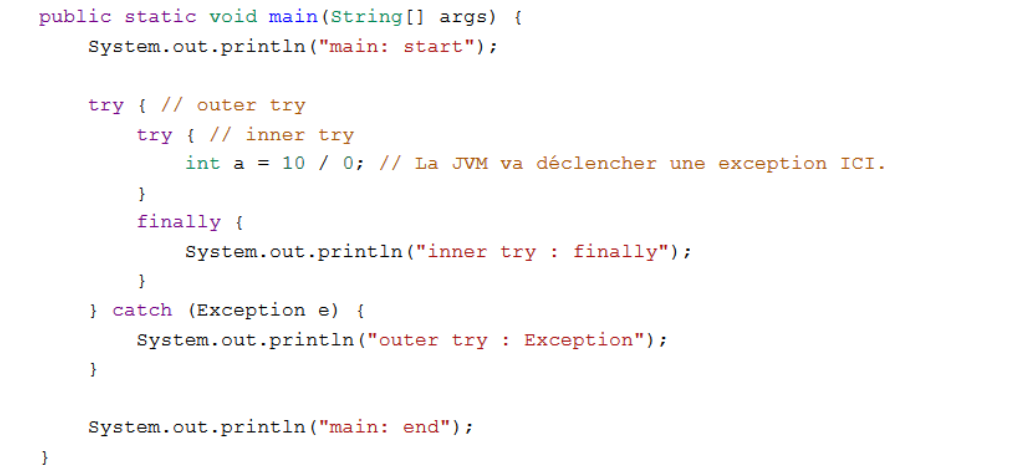 public static void main(String[] args) {
    System.out.println("main: start");

    try { // outer try
        try { // inner try
            int a = 10 / 0; // La JVM va déclencher une exception ICI.
        }
        finally {
            System.out.println("inner try : finally");
        }
    } catch (Exception e) {
        System.out.println("outer try : Exception");
    }

    System.out.println("main: end");
}